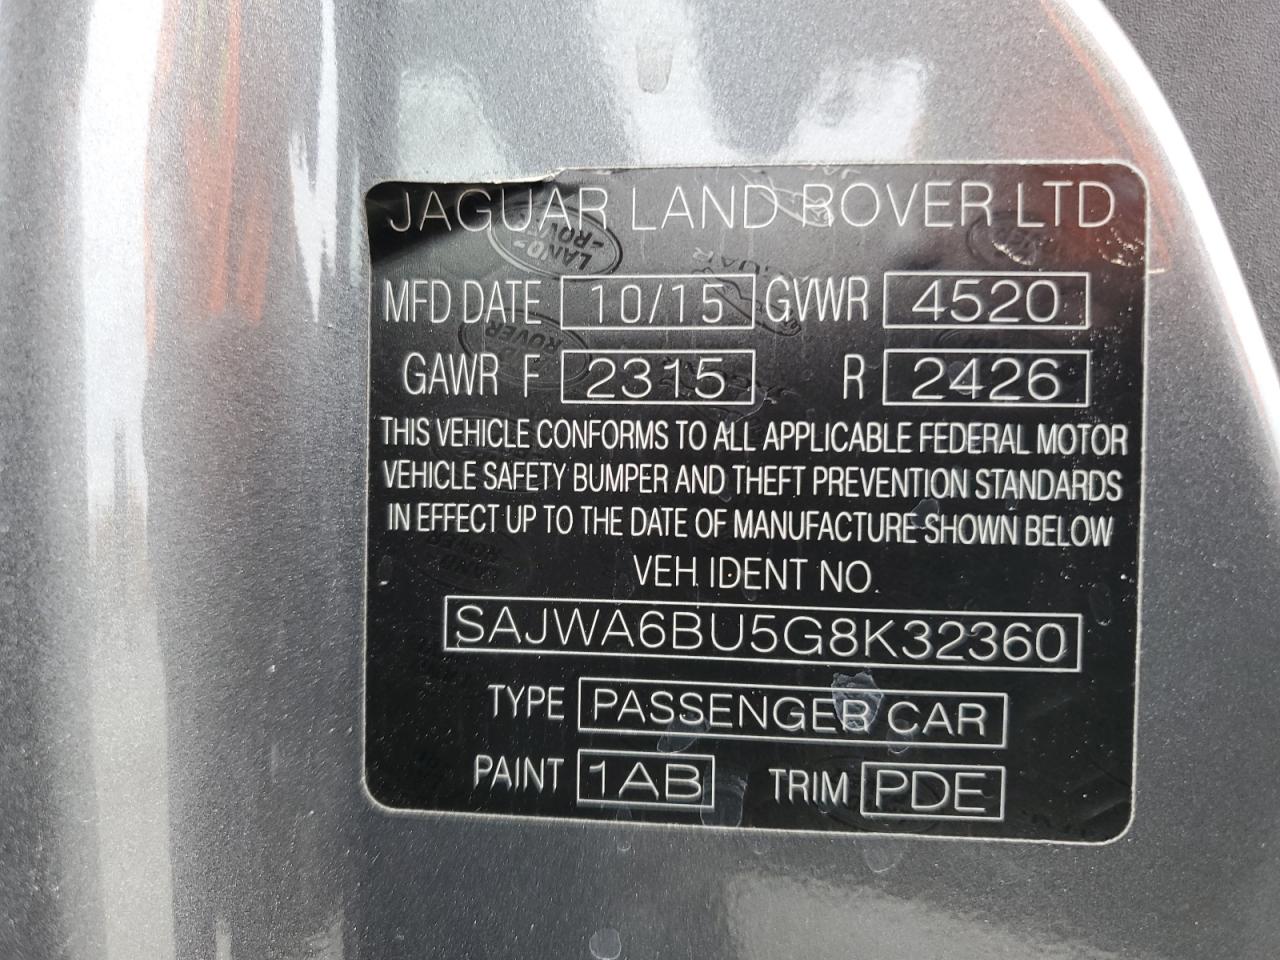 JAGUAR LAND ROVER LTD
MFD DATE 10/15 GVWR 4520
GAWR F 2315 R 2426
THIS VEHICLE CONFORMS TO ALL APPLICABLE FEDERAL MOTOR
VEHICLE SAFETY BUMPER AND THEFT PREVENTION STANDARDS
IN EFFECT UP TO THE DATE OF MANUFACTURE SHOWN BELOW
VEH IDENT NO.
SAJWA6BU5G8K32360
TYPE PASSENGER CAR
PAINT 1AB TRIM PDE